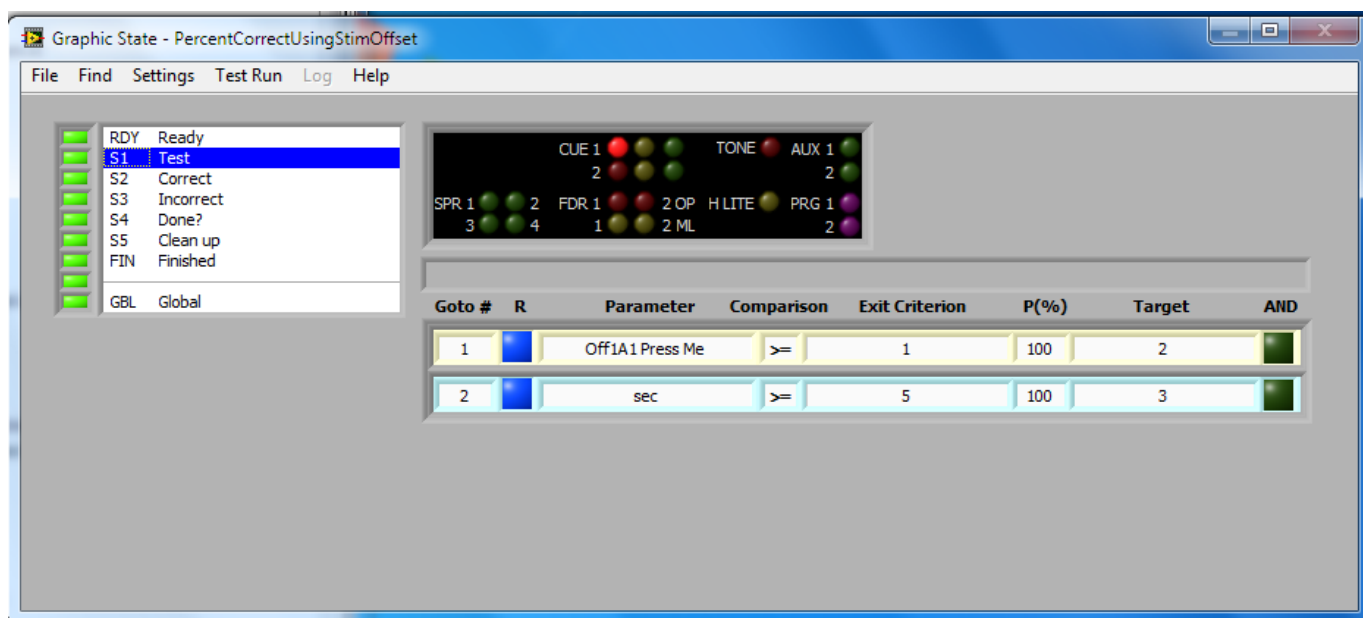 Graphic State - PercentCorrectUsingStimOffset
File Find Settings Test Run Log Help
RDY Ready
S1 Test
S2 Correct
S3 Incorrect
S4 Done?
S5 Clean up
FIN Finished
GBL Global
CUE 1 TONE AUX 1
2 2
SPR 1 2 FDR 1 2 OP H LITE PRG 1
3 4 1 2 ML 2
Goto # R Parameter Comparison Exit Criterion P(%) Target AND
1 Off1A1 Press Me >= 1 100 2
2 sec >= 5 100 3